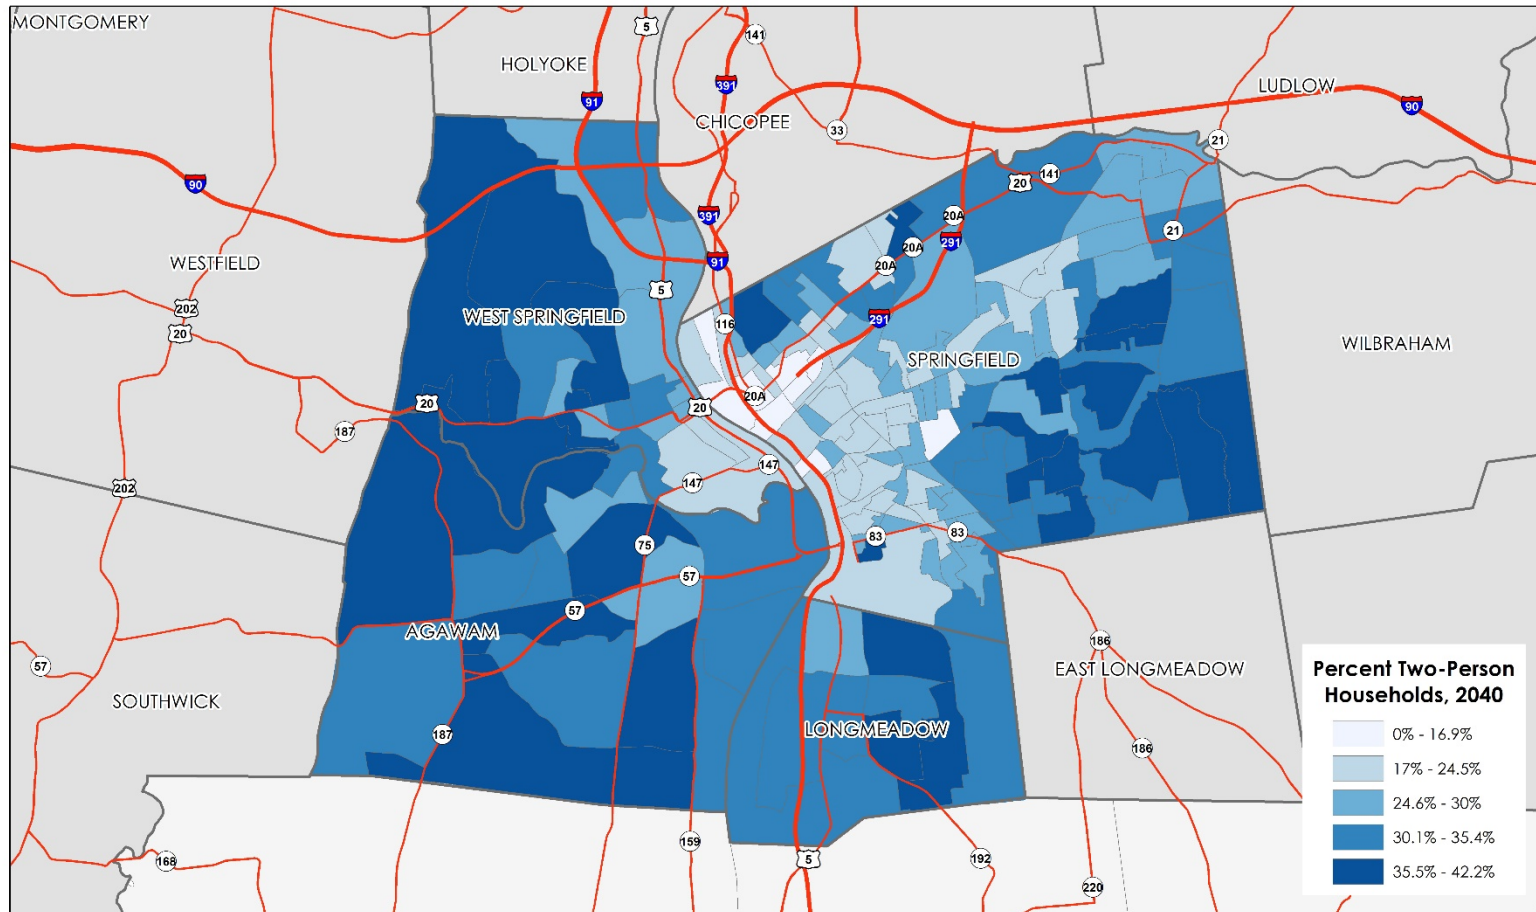 MONTGOMERY
5
141
HOLYOKE
391
LUDLOW
91
90
CHICOPEE
33
21
90
141
20
391
20A
21
20A
291
WESTFIELD
91
20A
5
202
WEST SPRINGFIELD
116
291
20
SPRINGFIELD
WILBRAHAM
20A
20
20
187
147
202
147
83
83
75
57
57
AGAWAM
186
57
EAST LONGMEADOW
SOUTHWICK
LONGMEADOW
187
186
159
5
192
168
220
Percent Two-Person
Households, 2040
0% - 16.9%
17% - 24.5%
24.6% - 30%
30.1% - 35.4%
35.5% - 42.2%